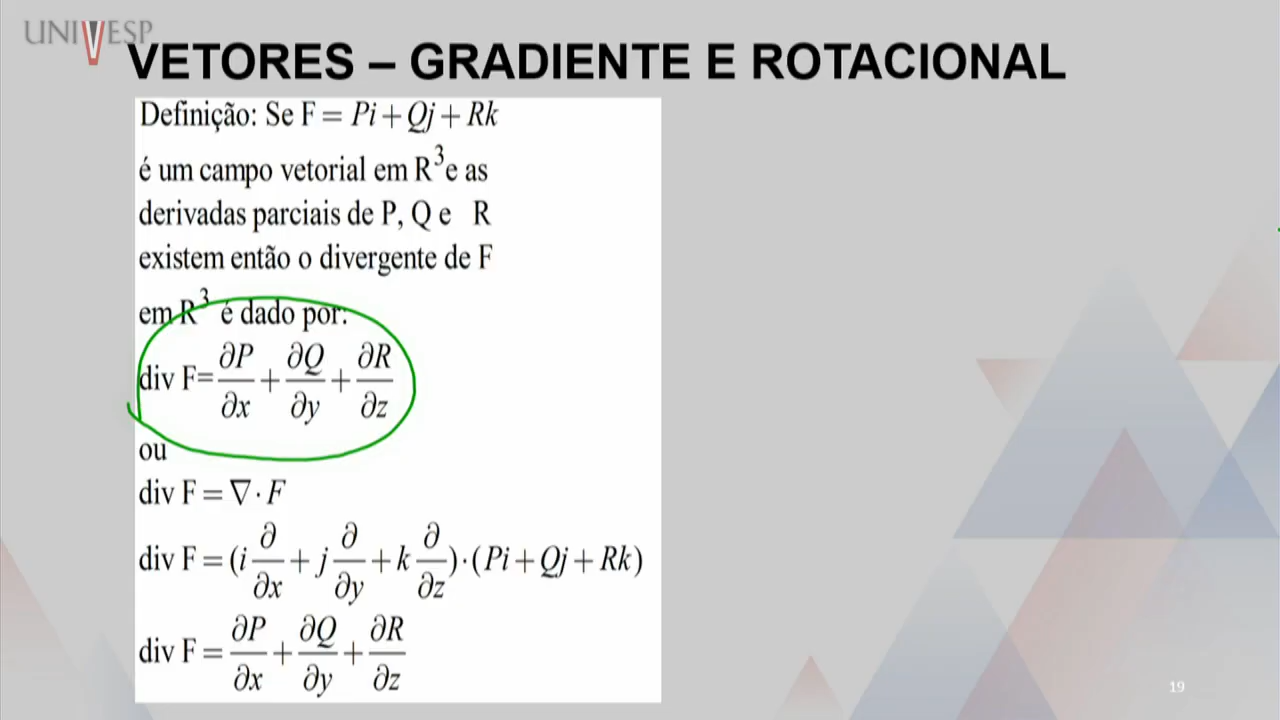 UNIVESP
VETORES – GRADIENTE E ROTACIONAL
Definição: Se F = Pi + Qj + Rk
é um campo vetorial em R³ e as
derivadas parciais de P, Q e R
existem então o divergente de F
em R³ é dado por:
div F= ∂P/∂x + ∂Q/∂y + ∂R/∂z
ou
div F = ∇ · F
div F = (i ∂/∂x + j ∂/∂y + k ∂/∂z) · (Pi + Qj + Rk)
div F = ∂P/∂x + ∂Q/∂y + ∂R/∂z
19